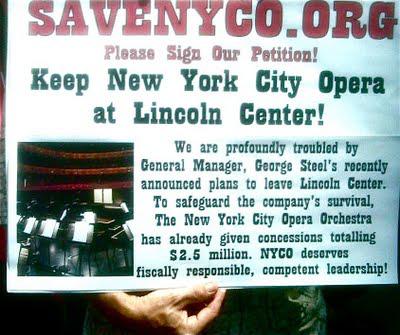 SAVENYCO.ORG
Please Sign Our Petition!
Keep New York City Opera
at Lincoln Center!
We are profoundly troubled by
General Manager, George Steel's recently
announced plans to leave Lincoln Center.
To safeguard the company's survival,
The New York City Opera Orchestra
has already given concessions totalling
$2.5 million. NYCO deserves
fiscally responsible, competent leadership!